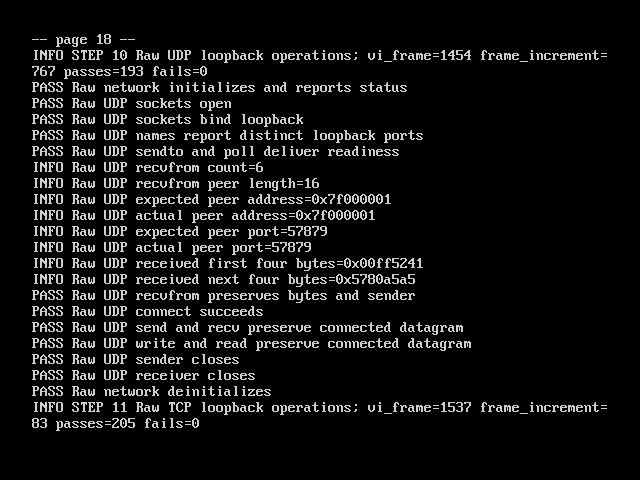 -- page 18 --
INFO STEP 10 Raw UDP loopback operations; vi_frame=1454 frame_increment=
767 passes=193 fails=0
PASS Raw network initializes and reports status
PASS Raw UDP sockets open
PASS Raw UDP sockets bind loopback
PASS Raw UDP names report distinct loopback ports
PASS Raw UDP sendto and poll deliver readiness
INFO Raw UDP recvfrom count=6
INFO Raw UDP recvfrom peer length=16
INFO Raw UDP expected peer address=0x7f000001
INFO Raw UDP actual peer address=0x7f000001
INFO Raw UDP expected peer port=57879
INFO Raw UDP actual peer port=57879
INFO Raw UDP received first four bytes=0x00ff5241
INFO Raw UDP received next four bytes=0x5780a5a5
PASS Raw UDP recvfrom preserves bytes and sender
PASS Raw UDP connect succeeds
PASS Raw UDP send and recv preserve connected datagram
PASS Raw UDP write and read preserve connected datagram
PASS Raw UDP sender closes
PASS Raw UDP receiver closes
PASS Raw network deinitializes
INFO STEP 11 Raw TCP loopback operations; vi_frame=1537 frame_increment=
83 passes=205 fails=0